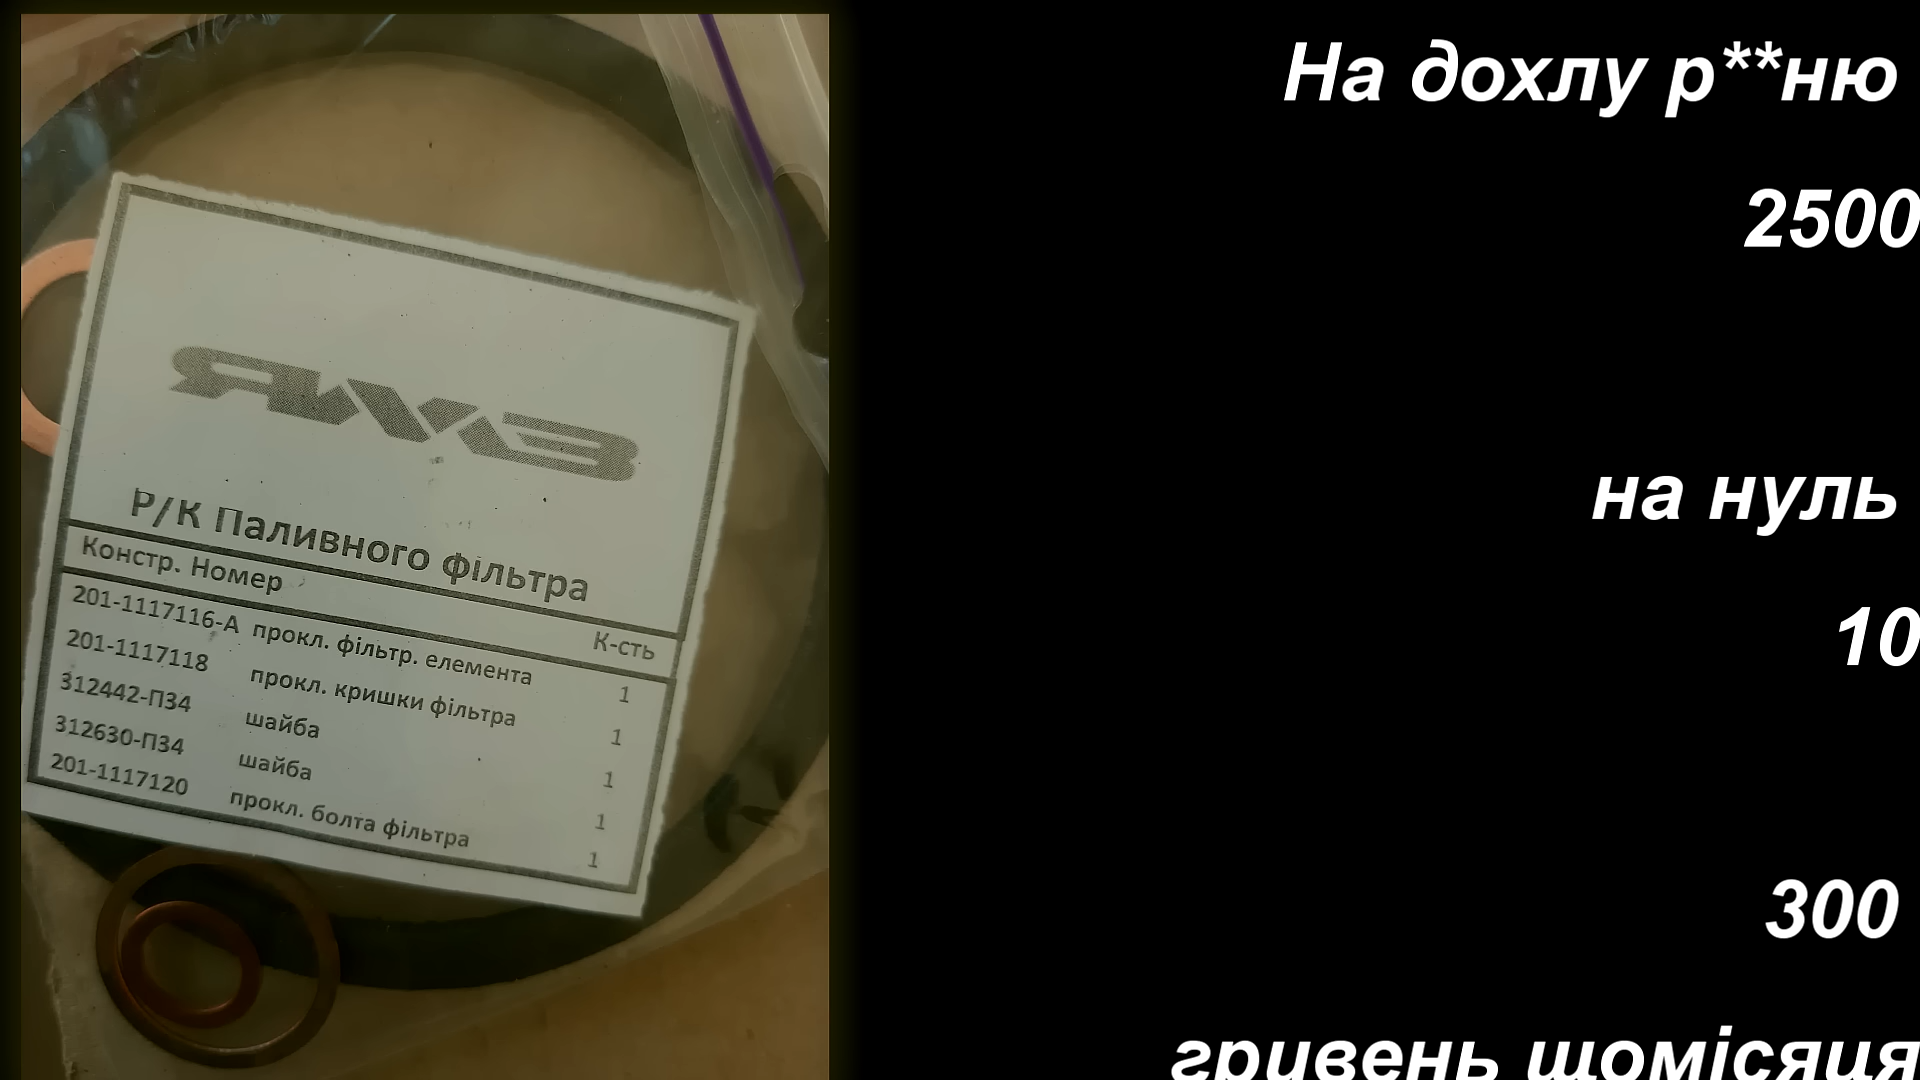 ЯМЗ
Р/К Паливного фільтра
Констр. Номер К-сть
201-1117116-А прокл. фільтр. елемента 1
201-1117118 прокл. кришки фільтра 1
312442-П34 шайба 1
312630-П34 шайба 1
201-1117120 прокл. болта фільтра 1
На дохлу р**ню
2500
на нуль
10
300
гривень щомісяця